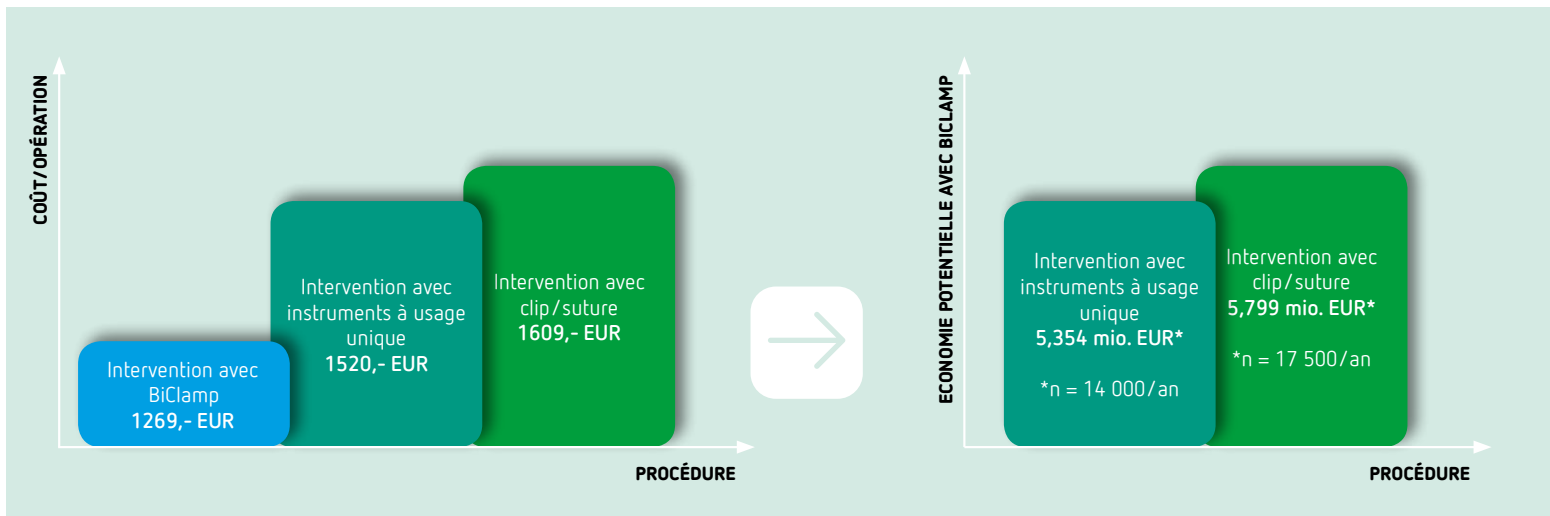 COÛT/OPÉRATION
Intervention avec
BiClamp
1269,- EUR
Intervention avec
instruments à usage
unique
1520,- EUR
Intervention avec
clip/suture
1609,- EUR
PROCÉDURE
ECONOMIE POTENTIELLE AVEC BICLAMP
Intervention avec
instruments à usage
unique
5,354 mio. EUR*
*n = 14 000/an
Intervention avec
clip/suture
5,799 mio. EUR*
*n = 17 500/an
PROCÉDURE